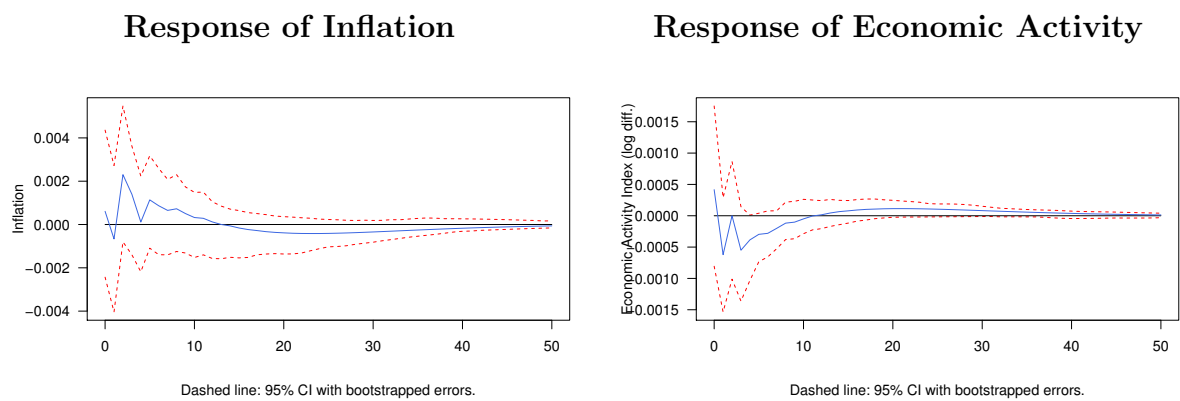 Response of Inflation
Inflation
0.004
0.002
0.000
−0.002
−0.004
0 10 20 30 40 50
Dashed line: 95% CI with bootstrapped errors.
Response of Economic Activity
Economic Activity Index (log diff.)
0.0015
0.0010
0.0005
0.0000
−0.0005
−0.0010
−0.0015
0 10 20 30 40 50
Dashed line: 95% CI with bootstrapped errors.